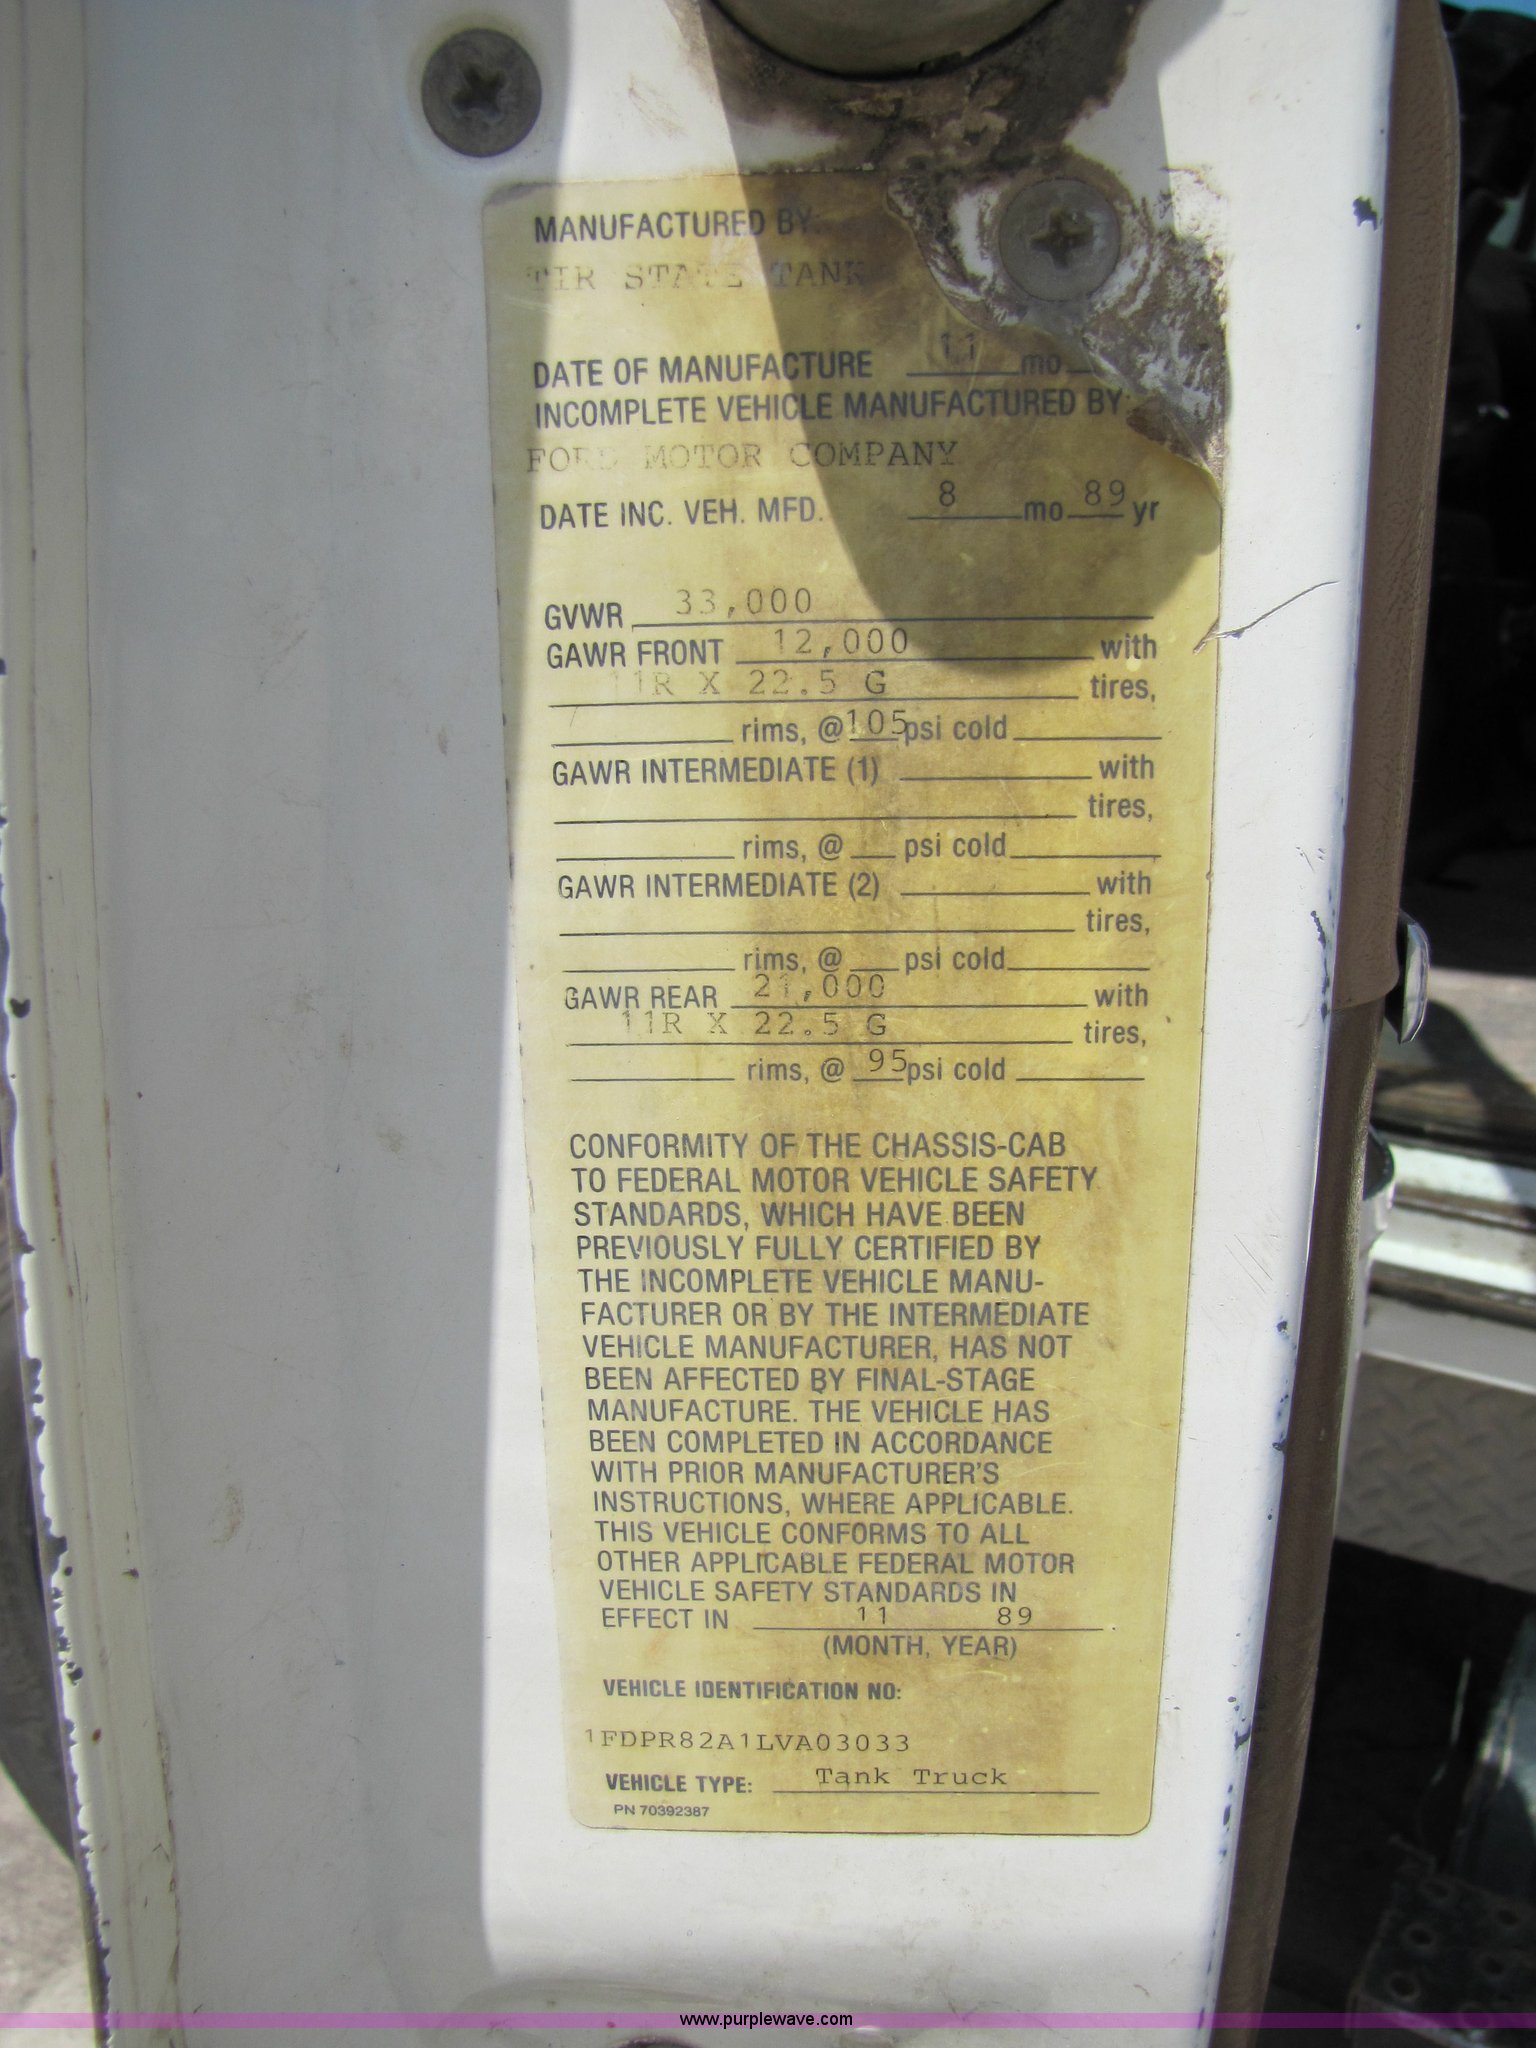 MANUFACTURED BY:
STATE TANK
DATE OF MANUFACTURE 11 mo
INCOMPLETE VEHICLE MANUFACTURED BY:
FORD MOTOR COMPANY
DATE INC. VEH. MFD. 8 mo 89 yr
GVWR 33,000
GAWR FRONT 12,000 with
11R X 22.5 G tires,
rims, @ 105 psi cold
GAWR INTERMEDIATE (1) with
tires,
rims, @ psi cold
GAWR INTERMEDIATE (2) with
tires,
rims, @ psi cold
GAWR REAR 21,000 with
11R X 22.5 G tires,
rims, @ 95 psi cold
CONFORMITY OF THE CHASSIS-CAB
TO FEDERAL MOTOR VEHICLE SAFETY
STANDARDS, WHICH HAVE BEEN
PREVIOUSLY FULLY CERTIFIED BY
THE INCOMPLETE VEHICLE MANU-
FACTURER OR BY THE INTERMEDIATE
VEHICLE MANUFACTURER, HAS NOT
BEEN AFFECTED BY FINAL-STAGE
MANUFACTURE. THE VEHICLE HAS
BEEN COMPLETED IN ACCORDANCE
WITH PRIOR MANUFACTURER'S
INSTRUCTIONS, WHERE APPLICABLE.
THIS VEHICLE CONFORMS TO ALL
OTHER APPLICABLE FEDERAL MOTOR
VEHICLE SAFETY STANDARDS IN
EFFECT IN 11 89
(MONTH, YEAR)
VEHICLE IDENTIFICATION NO:
1FDPR82A1LVA03033
VEHICLE TYPE: Tank Truck
PN 70392387
www.purplewave.com